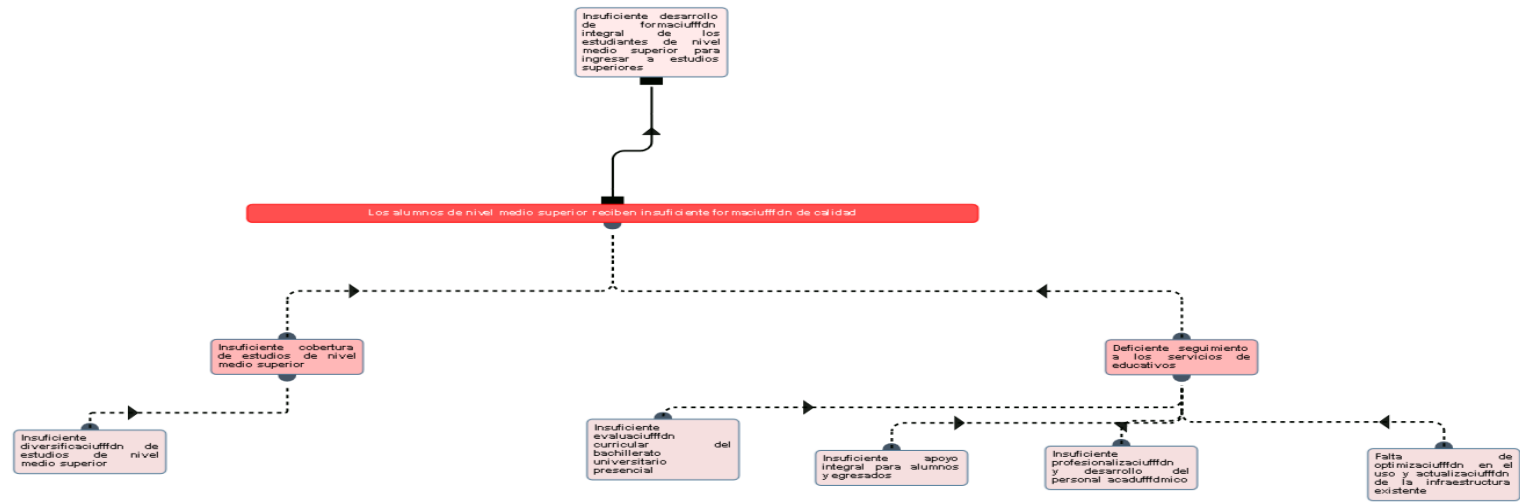 Insuficiente desarrollo
de formaciufffdn
integral de los
estudiantes de nivel
medio superior para
ingresar a estudios
superiores
Los alumnos de nivel medio superior reciben insuficiente formaciufffdn de calidad
Insuficiente cobertura
de estudios de nivel
medio superior
Deficiente seguimiento
a los servicios de
educativos
Insuficiente
diversificaciufffdn de
estudios de nivel
medio superior
Insuficiente
evaluaciufffdn
curricular del
bachillerato
universitario
presencial
Insuficiente apoyo
integral para alumnos
y egresados
Insuficiente
profesionalizaciufffdn
y desarrollo del
personal acadufffdmico
Falta de
optimizaciufffdn en el
uso y actualizaciufffdn
de la infraestructura
existente